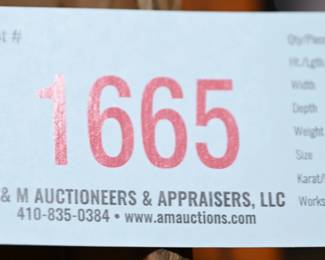 t #
1665
& M AUCTIONEERS & APPRAISERS, LLC
410-835-0384 • www.amauctions.com
Qty/Piece
Ht./Lgth.
Width
Depth
Weight
Size
Karat/
Works